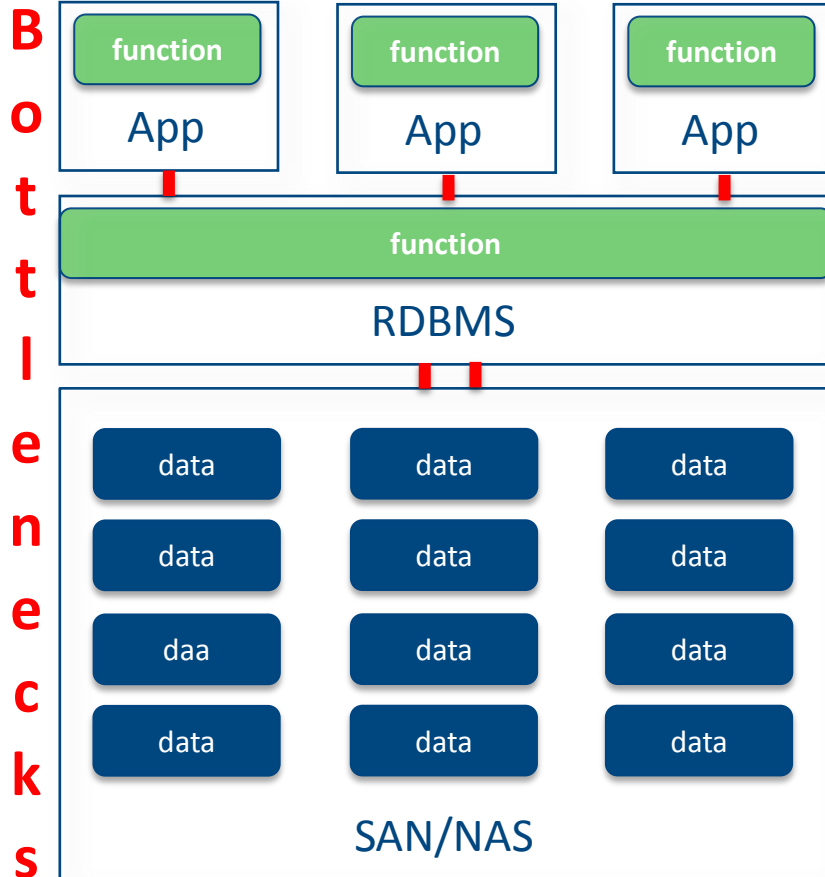 Bottlenecks
function function function
App App App
function
RDBMS
data data data
data data data
daa data data
data data data
SAN/NAS